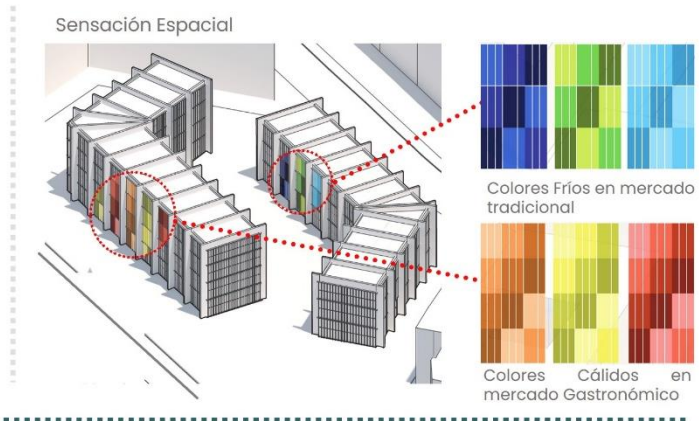 Sensación Espacial
Colores Fríos en mercado
tradicional
Colores Cálidos en
mercado Gastronómico